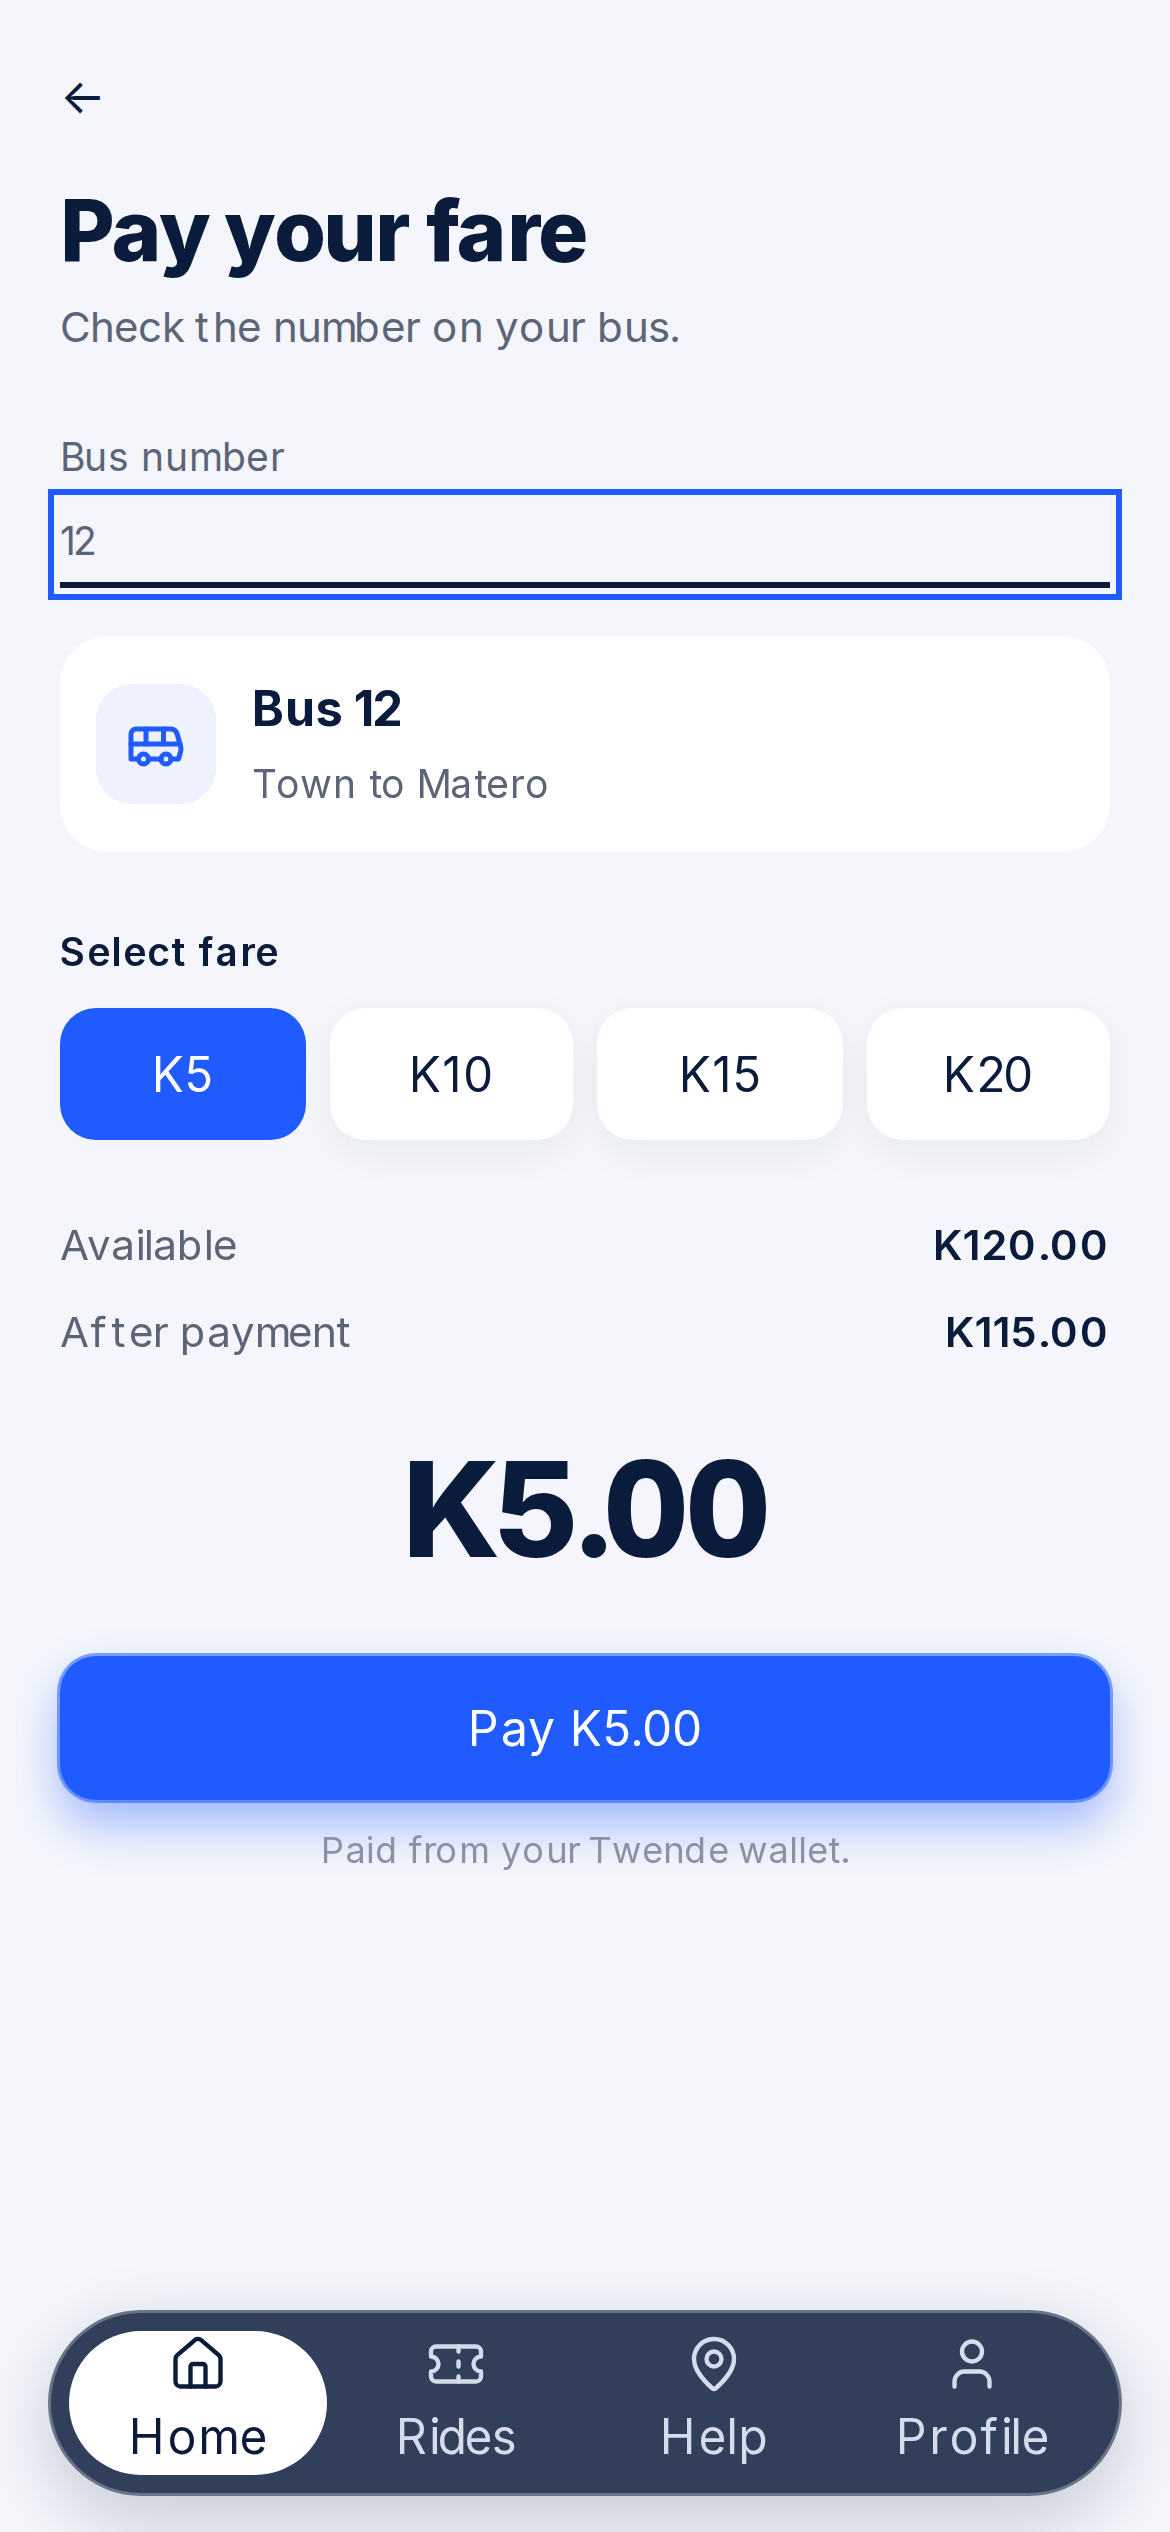 Pay your fare
Check the number on your bus.
Bus number
12
Bus 12
Town to Matero
Select fare
K5 K10 K15 K20
Available K120.00
After payment K115.00
K5.00
Pay K5.00
Paid from your Twende wallet.
Home Rides Help Profile